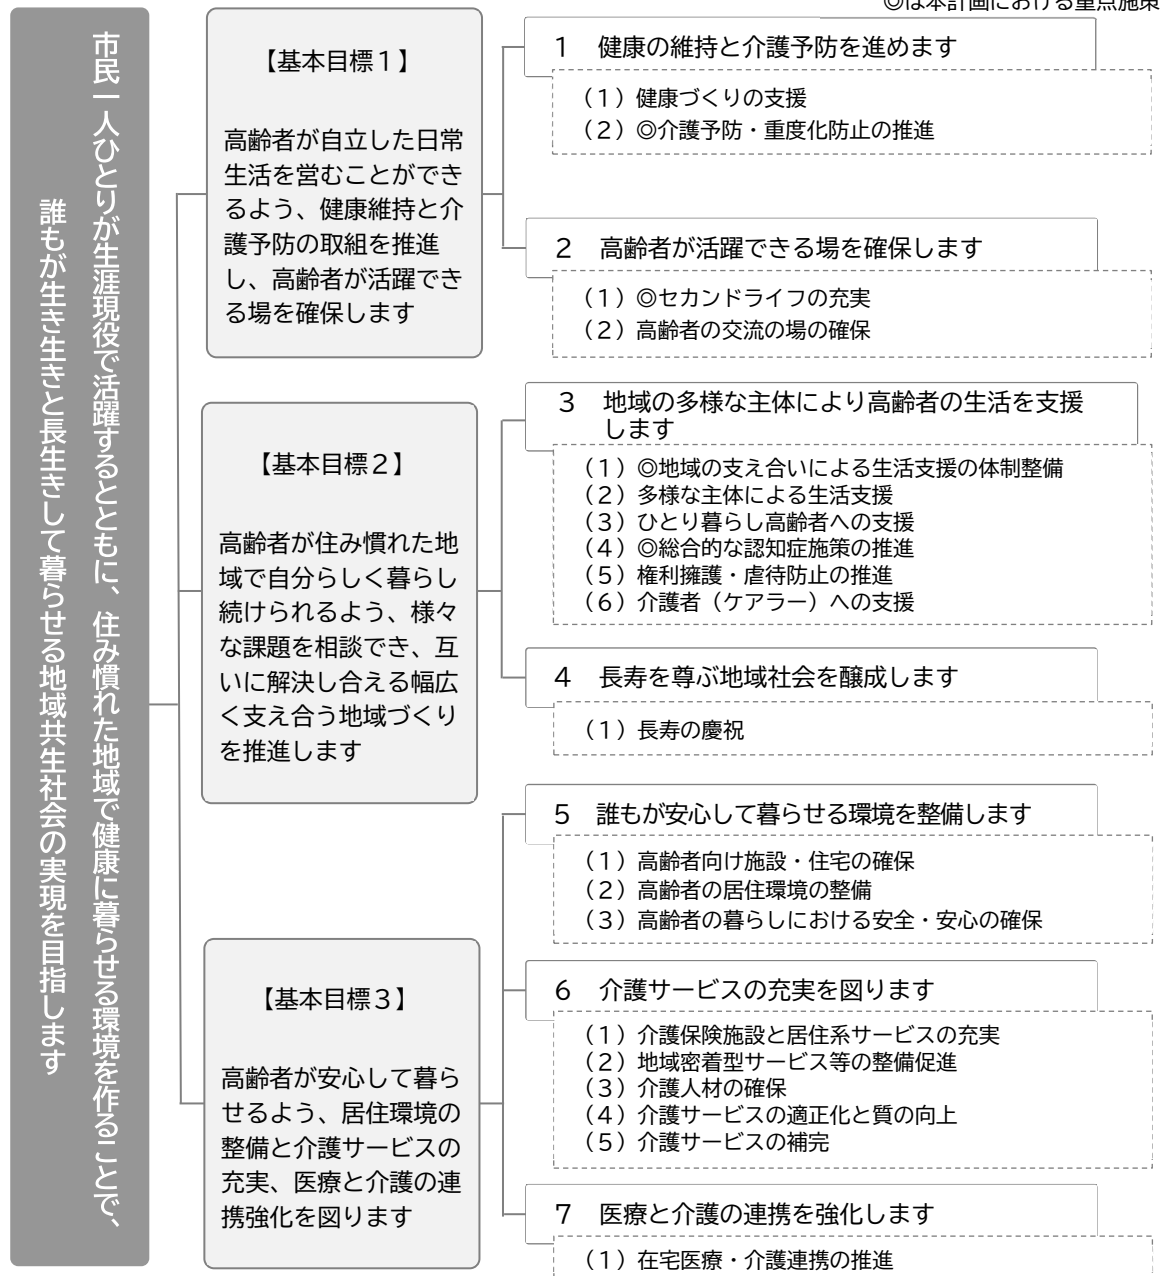 ◎は本計画における重点施策
市民一人ひとりが生涯現役で活躍するとともに、住み慣れた地域で健康に暮らせる環境を作ることで、
誰もが生き生きと長生きして暮らせる地域共生社会の実現を目指します
【基本目標１】
高齢者が自立した日常
生活を営むことができ
るよう、健康維持と介
護予防の取組を推進
し、高齢者が活躍でき
る場を確保します
１　健康の維持と介護予防を進めます
（１）健康づくりの支援
（２）◎介護予防・重度化防止の推進
２　高齢者が活躍できる場を確保します
（１）◎セカンドライフの充実
（２）高齢者の交流の場の確保
【基本目標２】
高齢者が住み慣れた地
域で自分らしく暮らし
続けられるよう、様々
な課題を相談でき、互
いに解決し合える幅広
く支え合う地域づくり
を推進します
３　地域の多様な主体により高齢者の生活を支援
します
（１）◎地域の支え合いによる生活支援の体制整備
（２）多様な主体による生活支援
（３）ひとり暮らし高齢者への支援
（４）◎総合的な認知症施策の推進
（５）権利擁護・虐待防止の推進
（６）介護者（ケアラー）への支援
４　長寿を尊ぶ地域社会を醸成します
（１）長寿の慶祝
【基本目標３】
高齢者が安心して暮ら
せるよう、居住環境の
整備と介護サービスの
充実、医療と介護の連
携強化を図ります
５　誰もが安心して暮らせる環境を整備します
（１）高齢者向け施設・住宅の確保
（２）高齢者の居住環境の整備
（３）高齢者の暮らしにおける安全・安心の確保
６　介護サービスの充実を図ります
（１）介護保険施設と居住系サービスの充実
（２）地域密着型サービス等の整備促進
（３）介護人材の確保
（４）介護サービスの適正化と質の向上
（５）介護サービスの補完
７　医療と介護の連携を強化します
（１）在宅医療・介護連携の推進